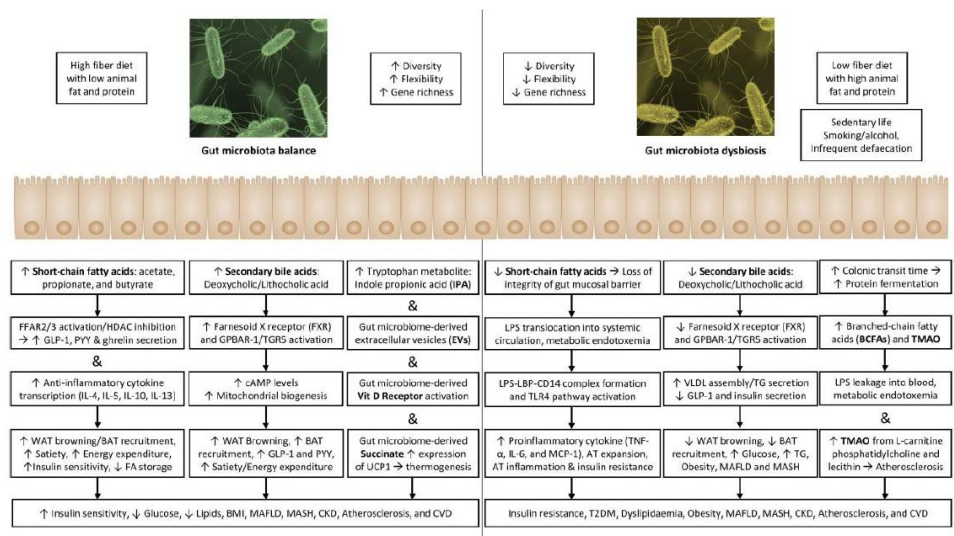 High fiber diet
with low animal
fat and protein
Gut microbiota balance
↑ Diversity
↑ Flexibility
↑ Gene richness
↓ Diversity
↓ Flexibility
↓ Gene richness
Gut microbiota dysbiosis
Low fiber diet
with high animal
fat and protein
Sedentary life
Smoking/alcohol,
Infrequent defaecation
↑ Short-chain fatty acids: acetate,
propionate, and butyrate
FFAR2/3 activation/HDAC inhibition
→ ↑ GLP-1, PYY & ghrelin secretion
&
↑ Anti-inflammatory cytokine
transcription (IL-4, IL-5, IL-10, IL-13)
↑ WAT browning/BAT recruitment,
↑ Satiety, ↑ Energy expenditure,
↑Insulin sensitivity, ↓ FA storage
↑ Secondary bile acids:
Deoxycholic/Lithocholic acid
↑ Farnesoid X receptor (FXR)
and GPBAR-1/TGR5 activation
↑ cAMP levels
↑ Mitochondrial biogenesis
↑ WAT Browning, ↑ BAT
recruitment, ↑ GLP-1 and PYY,
↑ Satiety/Energy expenditure
↑ Tryptophan metabolite:
Indole propionic acid (IPA)
&
Gut microbiome-derived
extracellular vesicles (EVs)
&
Gut microbiome-derived
Vit D Receptor activation
&
Gut microbiome-derived
Succinate ↑ expression
of UCP1 → thermogenesis
↑ Insulin sensitivity, ↓ Glucose, ↓ Lipids, BMI, MAFLD, MASH, CKD, Atherosclerosis, and CVD
↓ Short-chain fatty acids → Loss of
integrity of gut mucosal barrier
LPS translocation into systemic
circulation, metabolic endotoxemia
LPS-LBP-CD14 complex formation
and TLR4 pathway activation
↑ Proinflammatory cytokine (TNF-
α, IL-6, and MCP-1), AT expansion,
AT inflammation & insulin resistance
↓ Secondary bile acids:
Deoxycholic/Lithocholic acid
↓ Farnesoid X receptor (FXR)
and GPBAR-1/TGR5 activation
↑ VLDL assembly/TG secretion
↓ GLP-1 and insulin secretion
↓ WAT browning, ↓ BAT
recruitment, ↑ Glucose, ↑ TG,
Obesity, MAFLD and MASH
↑ Colonic transit time →
↑ Protein fermentation
↑ Branched-chain fatty
acids (BCFAs) and TMAO
LPS leakage into blood,
metabolic endotoxemia
&
↑ TMAO from L-carnitine
phosphatidylcholine and
lecithin → Atherosclerosis
Insulin resistance, T2DM, Dyslipidaemia, Obesity, MAFLD, MASH, CKD, Atherosclerosis, and CVD